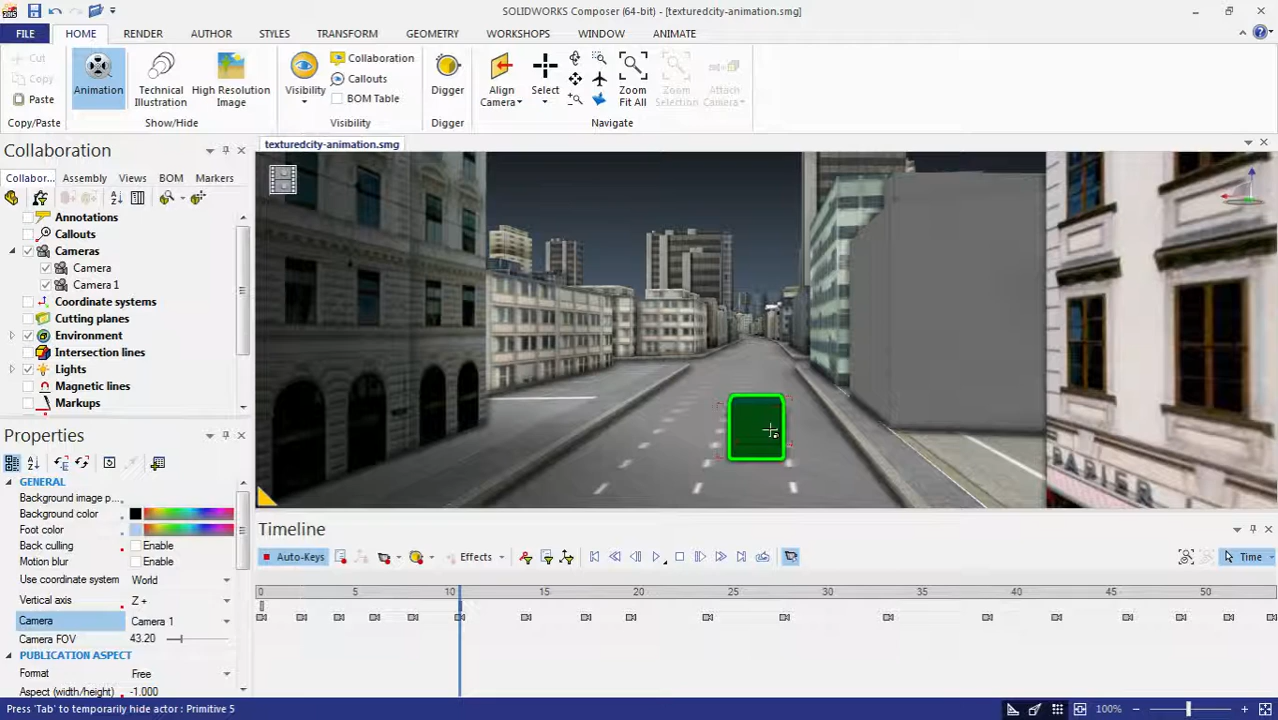 SOLIDWORKS Composer (64-bit) - [texturedcity-animation.smg]
FILE HOME RENDER AUTHOR STYLES TRANSFORM GEOMETRY WORKSHOPS WINDOW ANIMATE
Cut
Copy
Paste
Animation
Technical Illustration
High Resolution Image
Visibility
Collaboration
Callouts
BOM Table
Digger
Align Camera
Select
Zoom Fit All
Zoom Selection
Attach Camera
Copy/Paste Show/Hide Visibility Digger Navigate
Collaboration
texturedcity-animation.smg
Collabor... Assembly Views BOM Markers
Annotations
Callouts
Cameras
Camera
Camera 1
Coordinate systems
Cutting planes
Environment
Intersection lines
Lights
Magnetic lines
Markups
Properties
GENERAL
Background image p...
Background color
Foot color
Back culling Enable
Motion blur Enable
Use coordinate system World
Vertical axis Z +
Camera Camera 1
Camera FOV 43.20
PUBLICATION ASPECT
Format Free
Aspect (width/height) -1.000
Timeline
Auto-Keys Effects Time
0 5 10 15 20 25 30 35 40 45 50
Press 'Tab' to temporarily hide actor : Primitive 5
100%